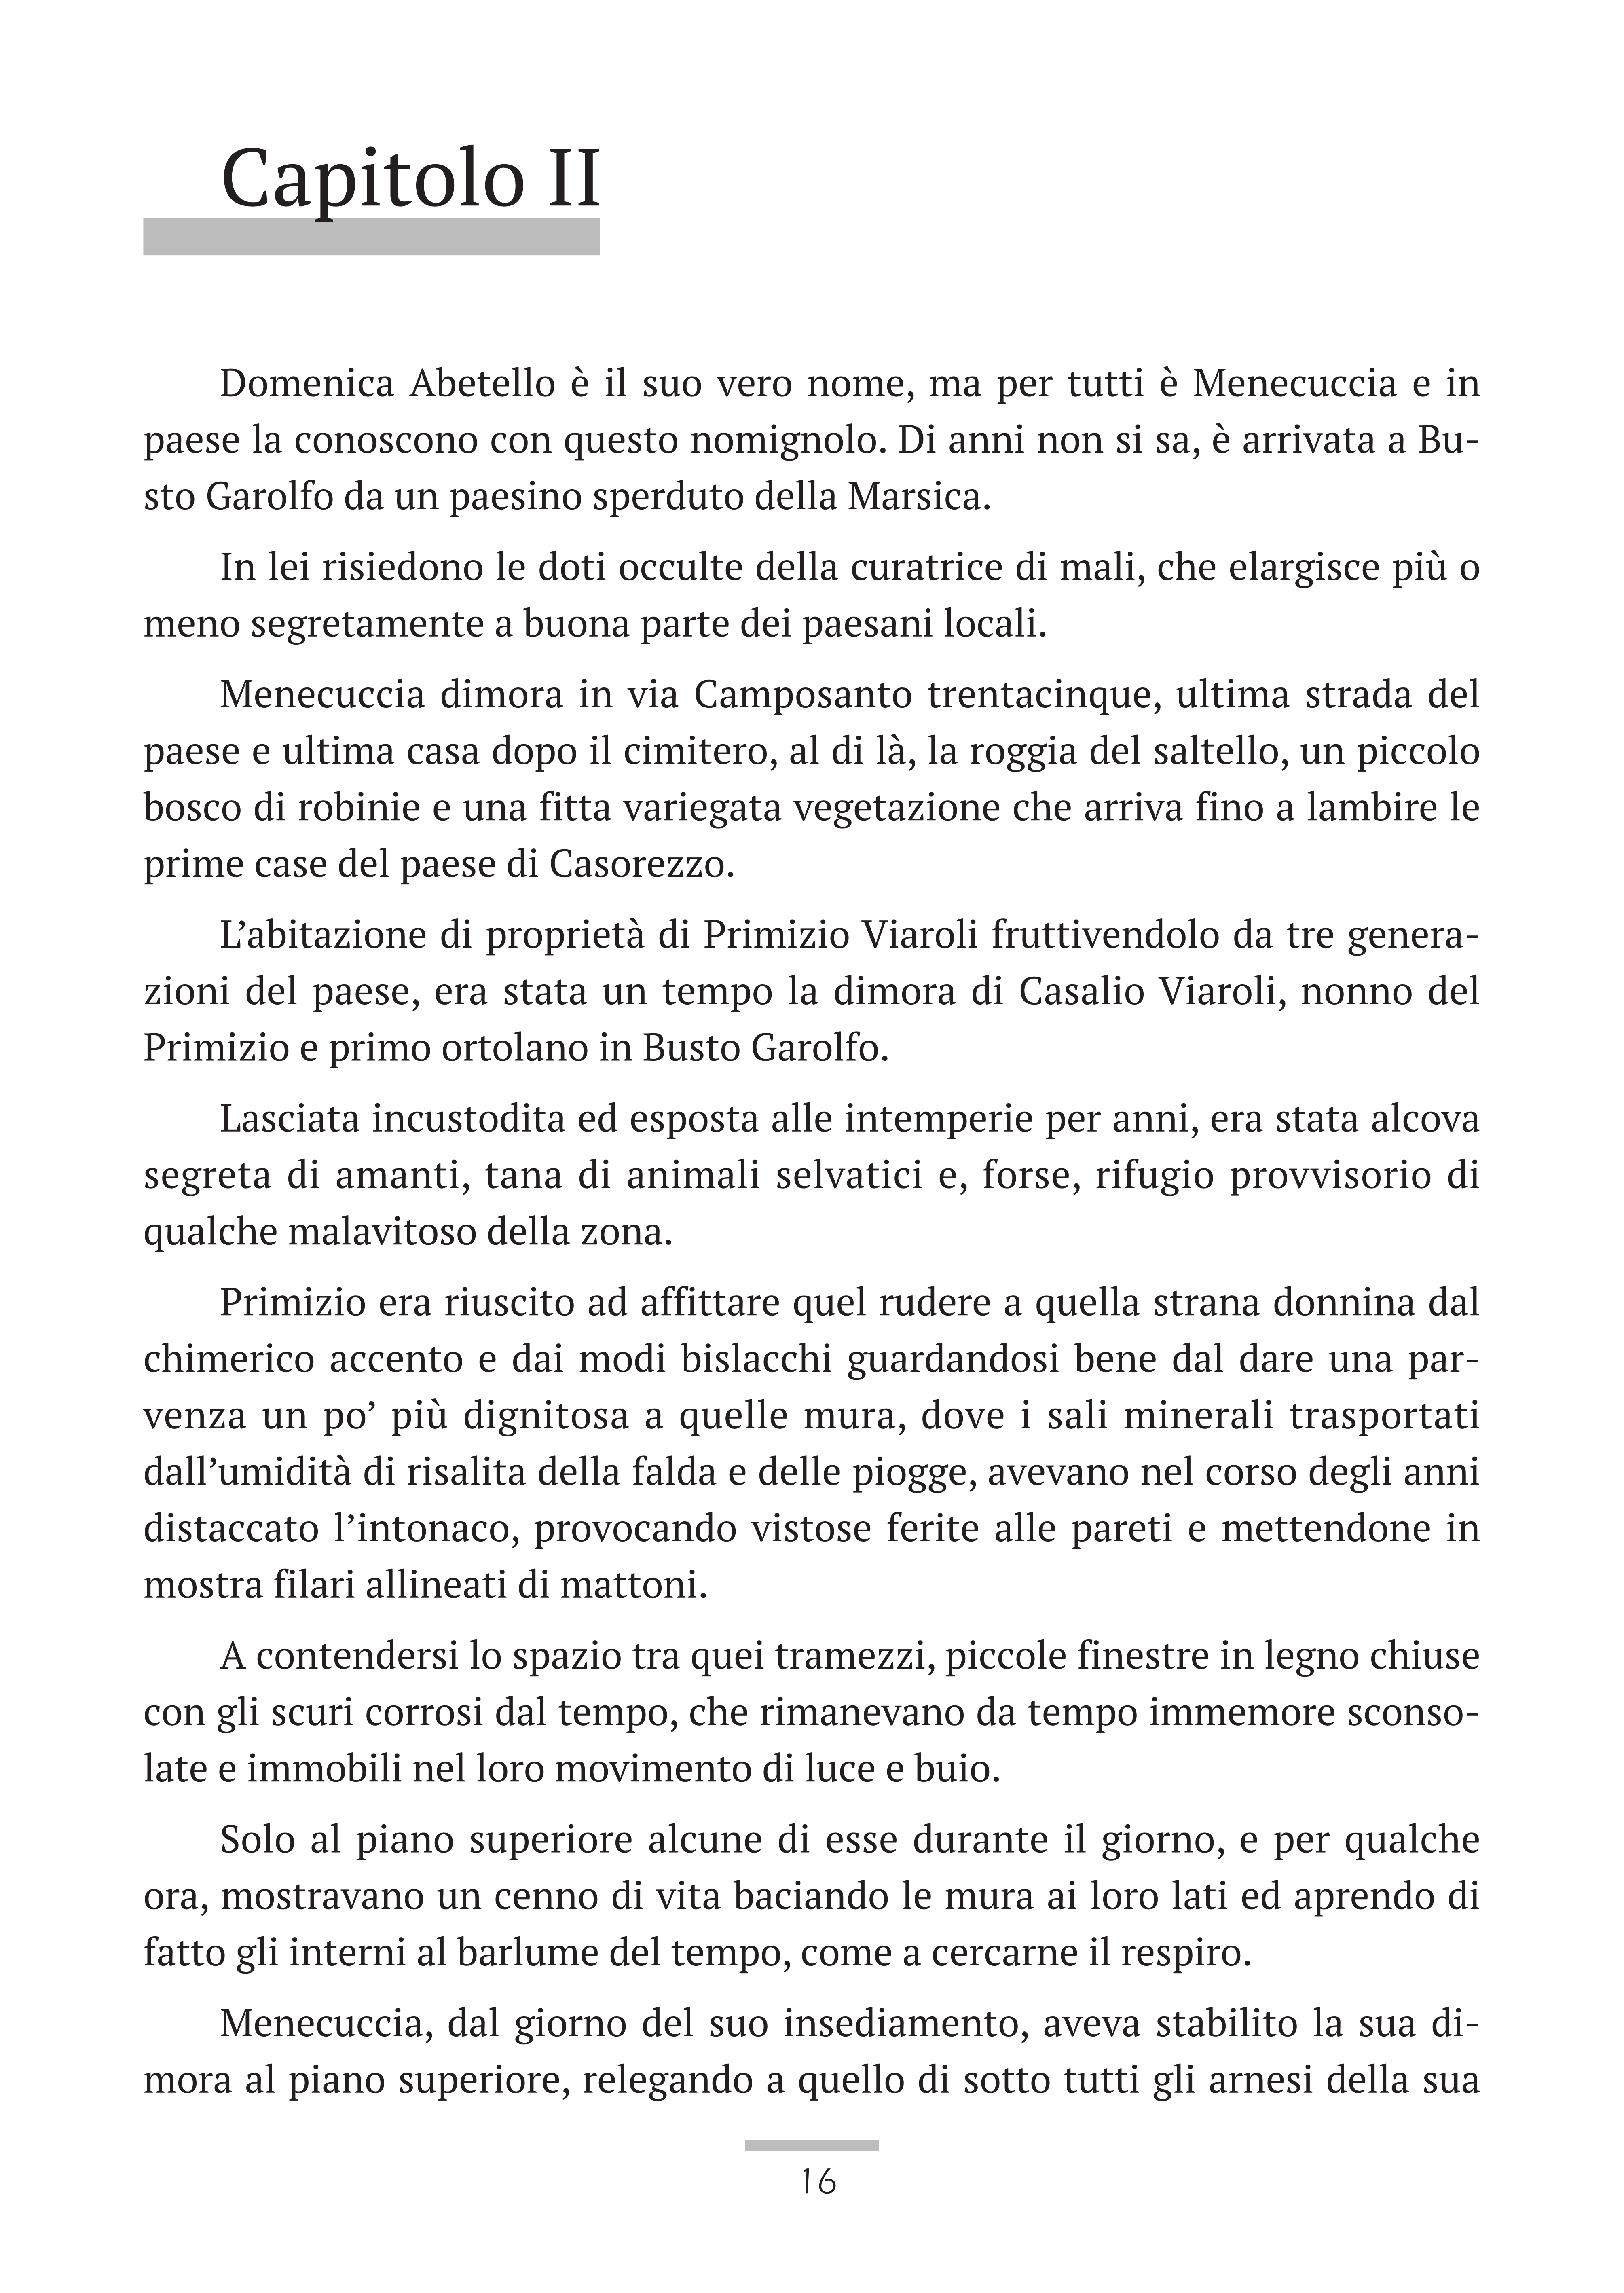 Capitolo II
Domenica Abetello è il suo vero nome, ma per tutti è Menecuccia e in
paese la conoscono con questo nomignolo. Di anni non si sa, è arrivata a Bu-
sto Garolfo da un paesino sperduto della Marsica.
In lei risiedono le doti occulte della curatrice di mali, che elargisce più o
meno segretamente a buona parte dei paesani locali.
Menecuccia dimora in via Camposanto trentacinque, ultima strada del
paese e ultima casa dopo il cimitero, al di là, la roggia del saltello, un piccolo
bosco di robinie e una fitta variegata vegetazione che arriva fino a lambire le
prime case del paese di Casorezzo.
L’abitazione di proprietà di Primizio Viaroli fruttivendolo da tre genera-
zioni del paese, era stata un tempo la dimora di Casalio Viaroli, nonno del
Primizio e primo ortolano in Busto Garolfo.
Lasciata incustodita ed esposta alle intemperie per anni, era stata alcova
segreta di amanti, tana di animali selvatici e, forse, rifugio provvisorio di
qualche malavitoso della zona.
Primizio era riuscito ad affittare quel rudere a quella strana donnina dal
chimerico accento e dai modi bislacchi guardandosi bene dal dare una par-
venza un po’ più dignitosa a quelle mura, dove i sali minerali trasportati
dall’umidità di risalita della falda e delle piogge, avevano nel corso degli anni
distaccato l’intonaco, provocando vistose ferite alle pareti e mettendone in
mostra filari allineati di mattoni.
A contendersi lo spazio tra quei tramezzi, piccole finestre in legno chiuse
con gli scuri corrosi dal tempo, che rimanevano da tempo immemore sconso-
late e immobili nel loro movimento di luce e buio.
Solo al piano superiore alcune di esse durante il giorno, e per qualche
ora, mostravano un cenno di vita baciando le mura ai loro lati ed aprendo di
fatto gli interni al barlume del tempo, come a cercarne il respiro.
Menecuccia, dal giorno del suo insediamento, aveva stabilito la sua di-
mora al piano superiore, relegando a quello di sotto tutti gli arnesi della sua
16